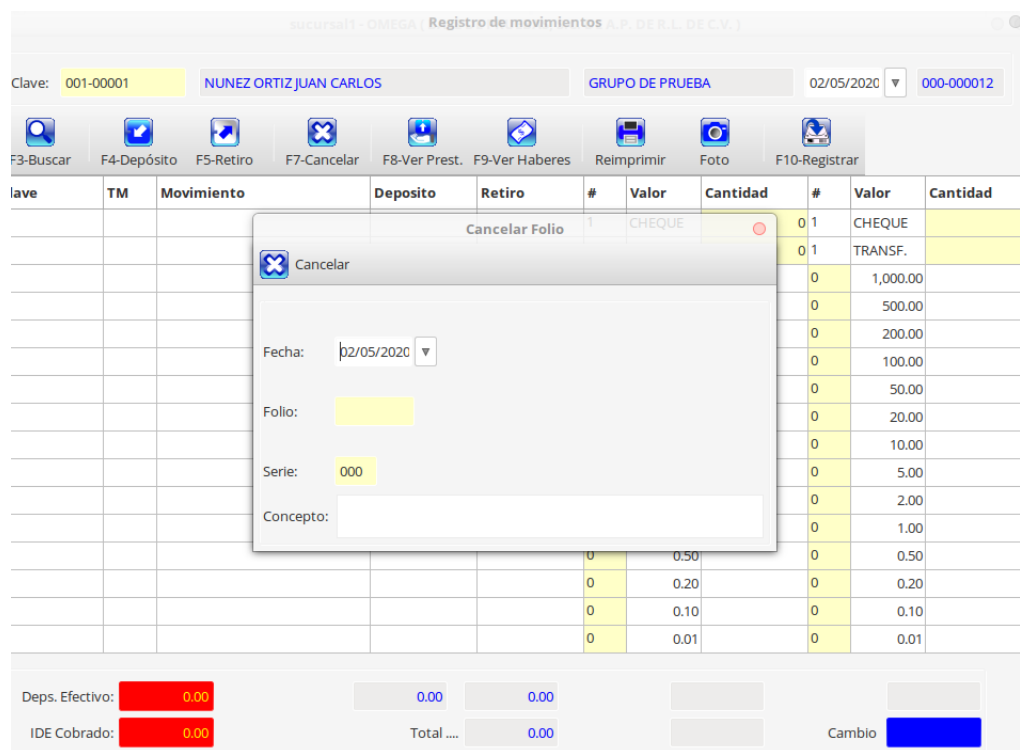 sucursal1 - OMEGA ( Registro de movimientos A.P. DE R.L. DE C.V. )
Clave: 001-00001 NUNEZ ORTIZ JUAN CARLOS GRUPO DE PRUEBA 02/05/2020 000-000012
F3-Buscar F4-Depósito F5-Retiro F7-Cancelar F8-Ver Prest. F9-Ver Haberes Reimprimir Foto F10-Registrar
lave TM Movimiento Deposito Retiro # Valor Cantidad # Valor Cantidad
1 CHEQUE 0 1 CHEQUE
0 1 TRANSF.
0 1,000.00
0 500.00
0 200.00
0 100.00
0 50.00
0 20.00
0 10.00
0 5.00
0 2.00
0 1.00
0 0.50 0 0.50
0 0.20 0 0.20
0 0.10 0 0.10
0 0.01 0 0.01
Cancelar Folio
Cancelar
Fecha: 02/05/2020
Folio:
Serie: 000
Concepto:
Deps. Efectivo: 0.00 0.00 0.00
IDE Cobrado: 0.00 Total .... 0.00 Cambio